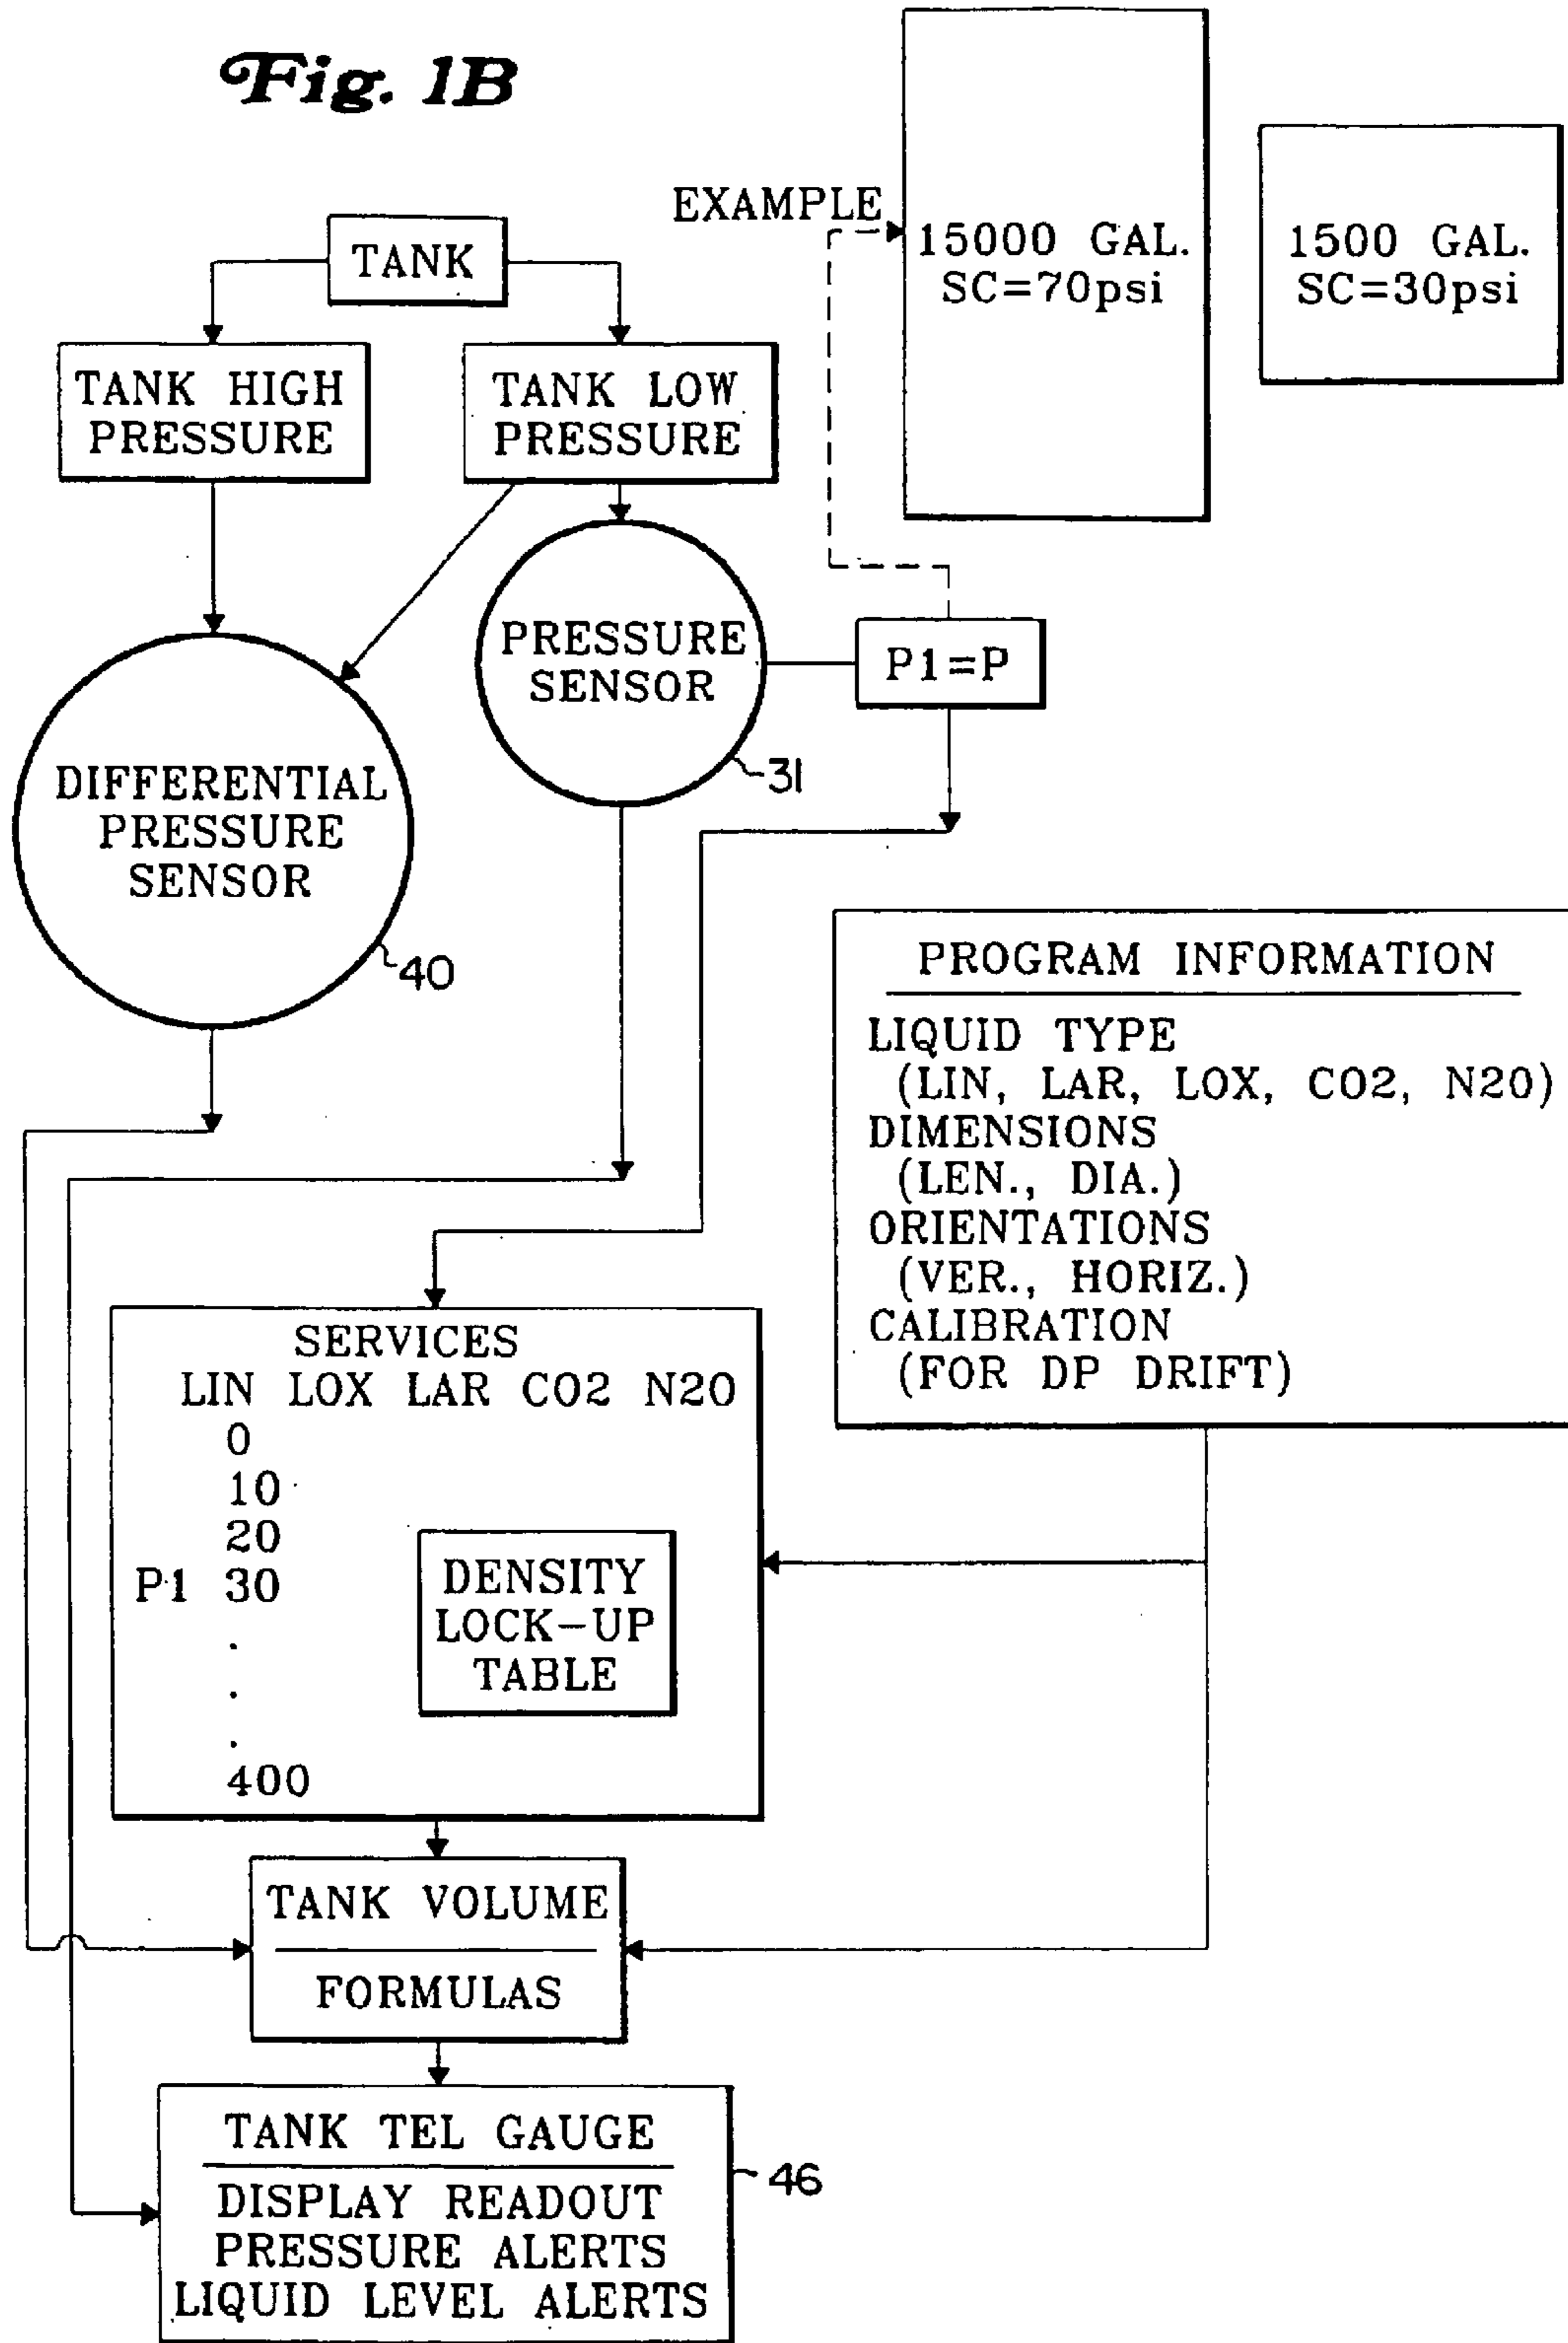 Fig. 1B
TANK
EXAMPLE
15000 GAL.
SC=70psi
1500 GAL.
SC=30psi
TANK HIGH
PRESSURE
TANK LOW
PRESSURE
PRESSURE
SENSOR
31
P1=P
DIFFERENTIAL
PRESSURE
SENSOR
40
PROGRAM INFORMATION
LIQUID TYPE
(LIN, LAR, LOX, CO2, N2O)
DIMENSIONS
(LEN., DIA.)
ORIENTATIONS
(VER., HORIZ.)
CALIBRATION
(FOR DP DRIFT)
SERVICES
LIN LOX LAR CO2 N2O
0
10
20
P1 30
.
.
.
400
DENSITY
LOCK-UP
TABLE
TANK VOLUME
FORMULAS
TANK TEL GAUGE
46
DISPLAY READOUT
PRESSURE ALERTS
LIQUID LEVEL ALERTS